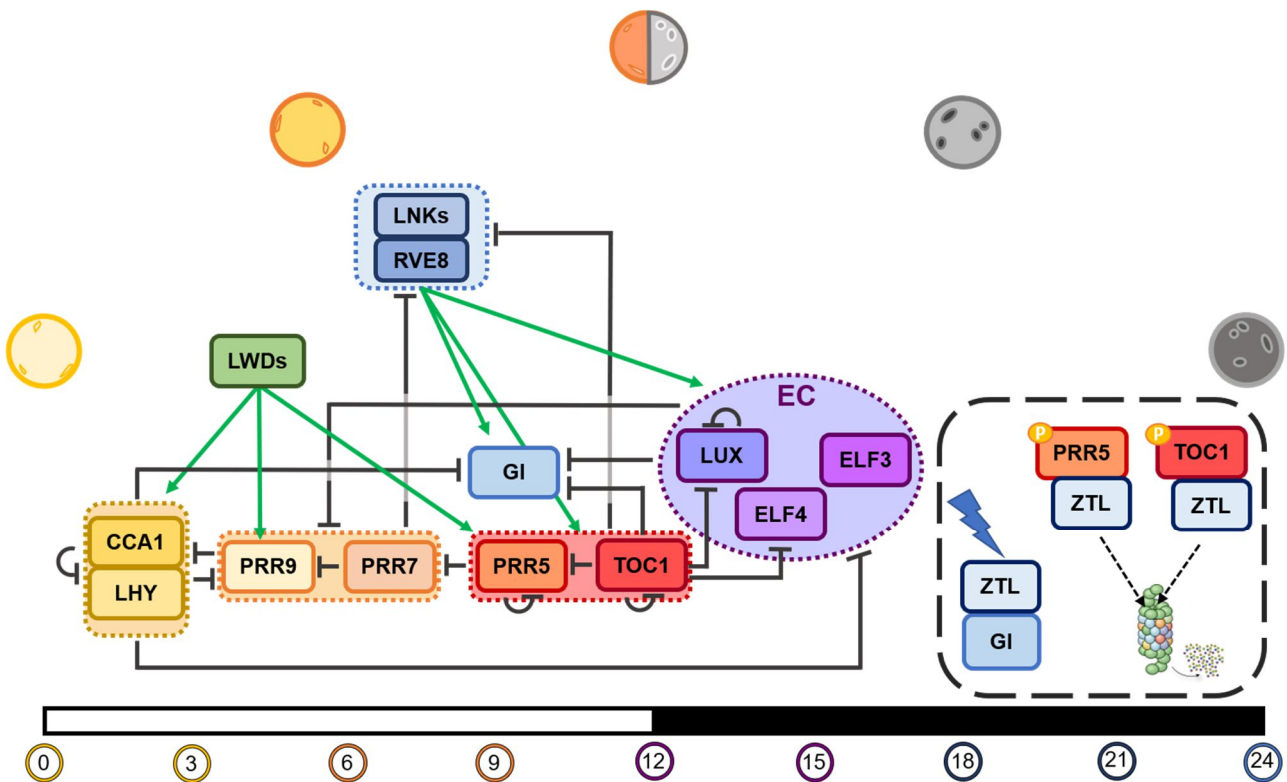 LNKs
RVE8
LWDs
EC
LUX
ELF3
ELF4
GI
CCA1
LHY
PRR9
PRR7
PRR5
TOC1
P
PRR5
ZTL
P
TOC1
ZTL
ZTL
GI
0
3
6
9
12
15
18
21
24